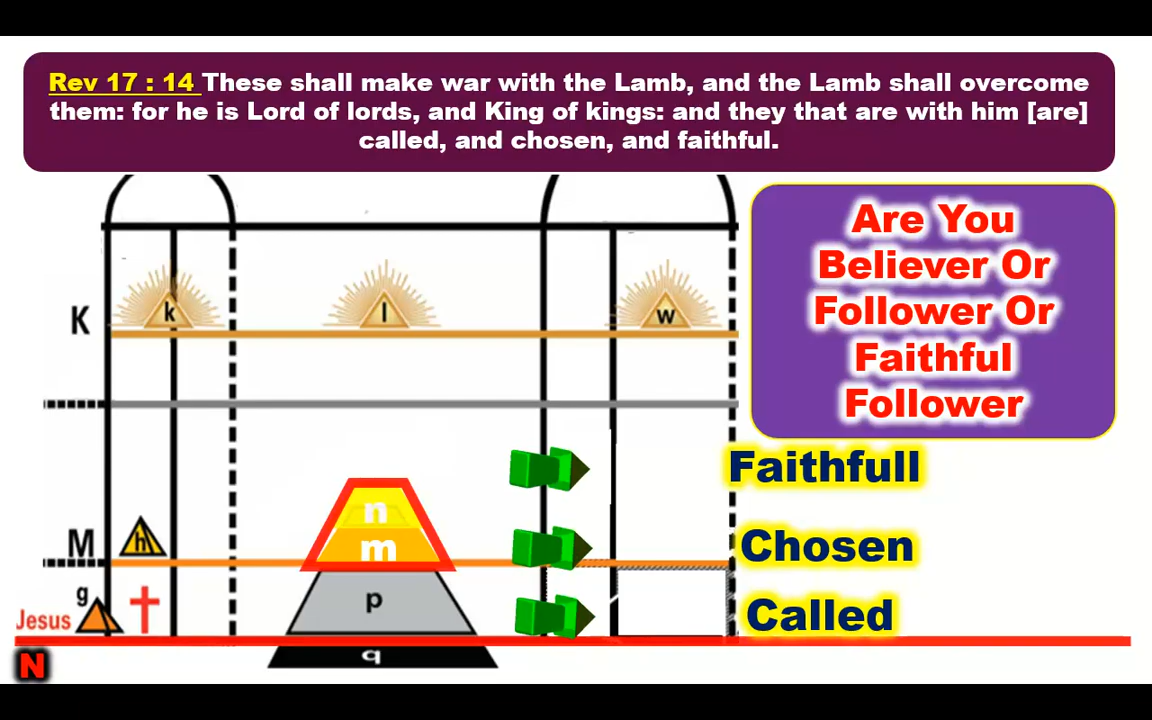 Rev 17 : 14 These shall make war with the Lamb, and the Lamb shall overcome
them: for he is Lord of lords, and King of kings: and they that are with him [are]
called, and chosen, and faithful.
Are You
Believer Or
Follower Or
Faithful
Follower
K
k
l
w
Faithfull
n
M
h
m
Chosen
g
p
Jesus
Called
N
q